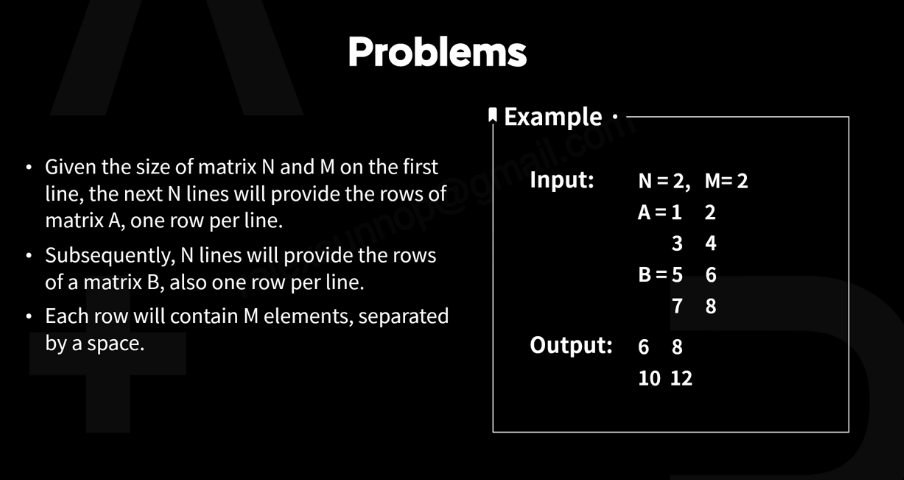 Problems
• Given the size of matrix N and M on the first
line, the next N lines will provide the rows of
matrix A, one row per line.
• Subsequently, N lines will provide the rows
of a matrix B, also one row per line.
• Each row will contain M elements, separated
by a space.
Example
Input: N = 2, M= 2
A = 1 2
3 4
B = 5 6
7 8
Output: 6 8
10 12